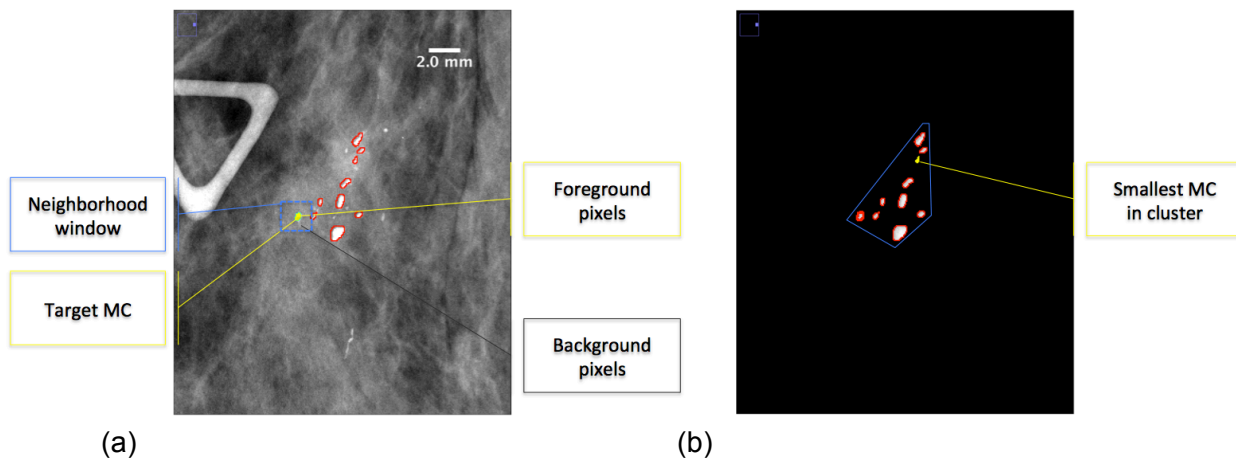 2.0 mm
Neighborhood
window
Target MC
Foreground
pixels
Background
pixels
Smallest MC
in cluster
(a)
(b)